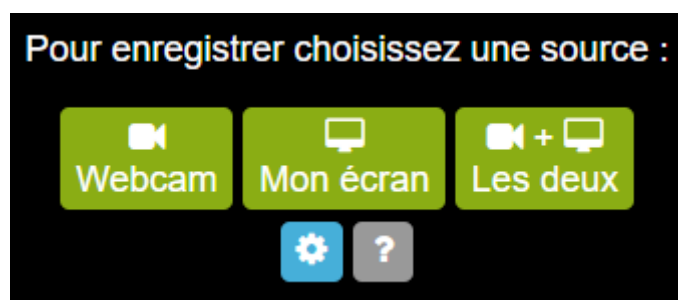 Pour enregistrer choisissez une source :
+
Webcam Mon écran Les deux
?